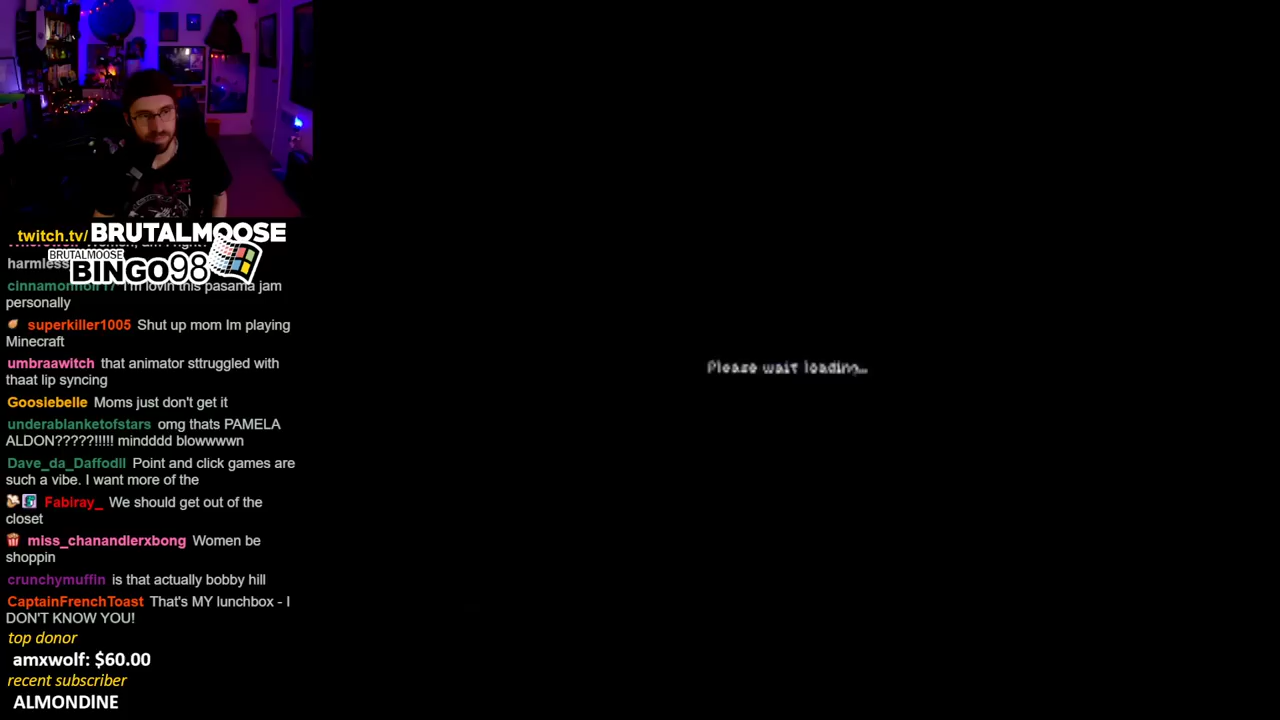 twitch.tv/BRUTALMOOSE
BRUTALMOOSE
BINGO98
harmless
cinnamonnoir17 I'm lovin this pasama jam
personally
superkiller1005 Shut up mom Im playing
Minecraft
umbraawitch that animator sttruggled with
thaat lip syncing
Goosiebelle Moms just don't get it
underablanketofstars omg thats PAMELA
ALDON?????!!!!! mindddd blowwwwn
Dave_da_Daffodil Point and click games are
such a vibe. I want more of the
Fabiray_ We should get out of the
closet
miss_chanandlerxbong Women be
shoppin
crunchymuffin is that actually bobby hill
CaptainFrenchToast That's MY lunchbox - I
DON'T KNOW YOU!
top donor
amxwolf: $60.00
recent subscriber
ALMONDINE
Please wait loading...